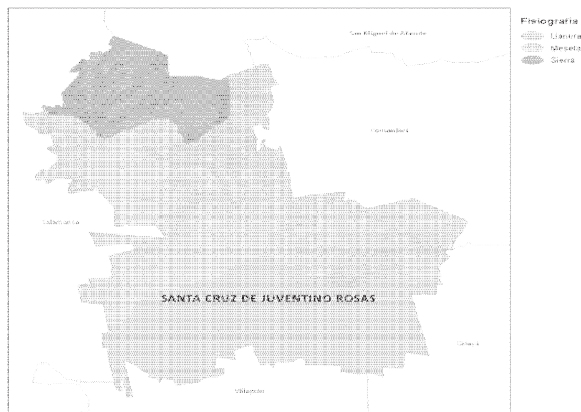 Fisiografía
San Miguel de Allende
Llanura
Meseta
Sierra
Comonfort
Salamanca
SANTA CRUZ DE JUVENTINO ROSAS
Celaya
Villagrán